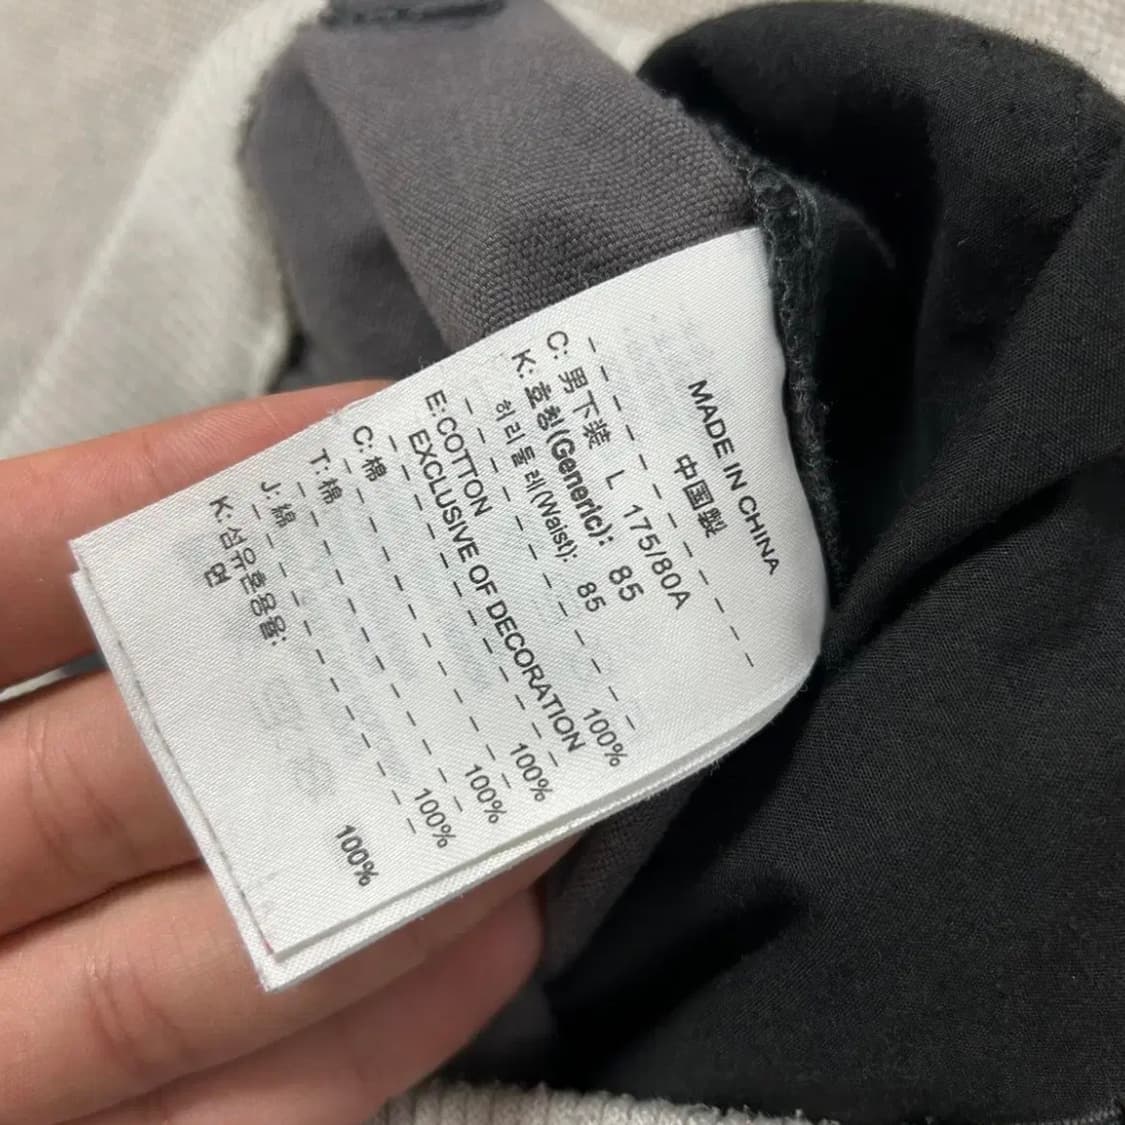 MADE IN CHINA
中国製
C: 男下装 L 175/80A
K: 호칭(Generic): 85
허리둘레(Waist): 85
E:COTTON 100%
EXCLUSIVE OF DECORATION
C: 棉 100%
T: 棉 100%
J: 綿 100%
K: 섬유혼용율:
면 100%